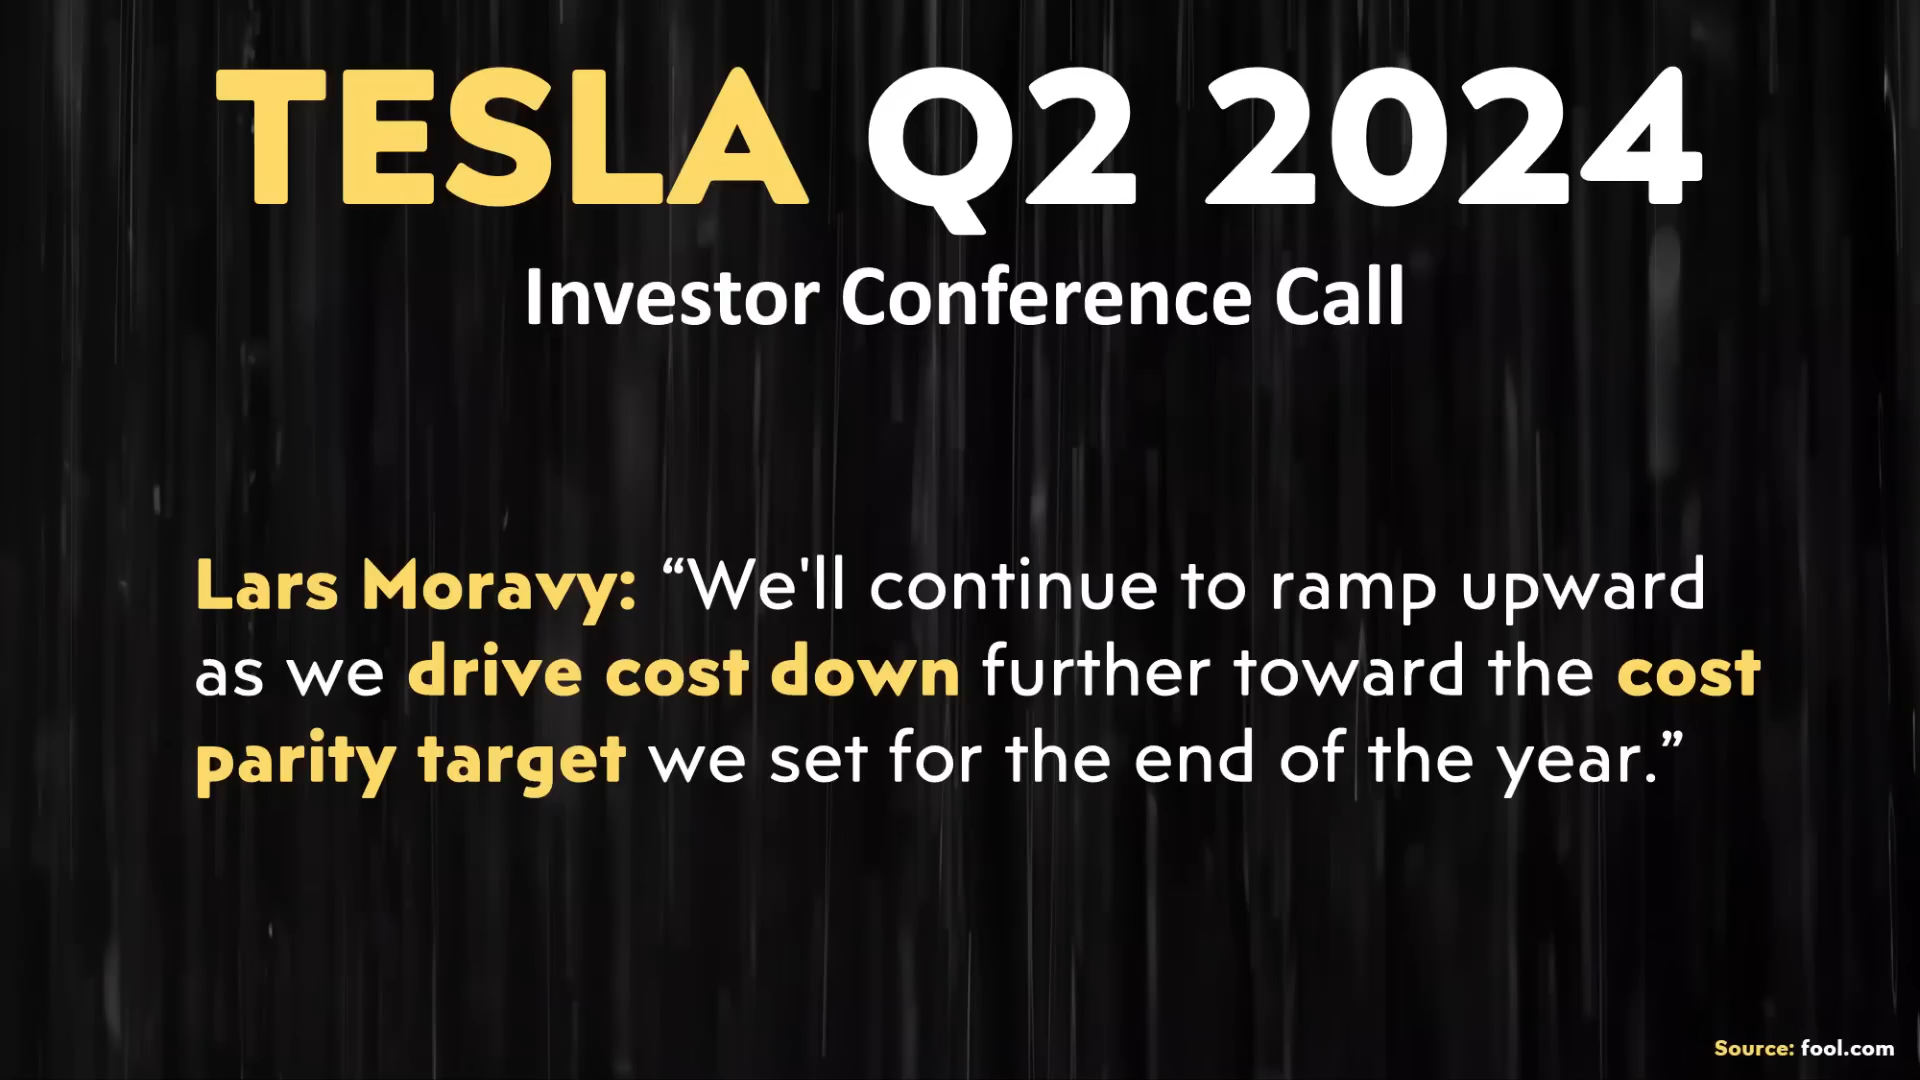 TESLA Q2 2024
Investor Conference Call
Lars Moravy: “We'll continue to ramp upward
as we drive cost down further toward the cost
parity target we set for the end of the year.”
Source: fool.com